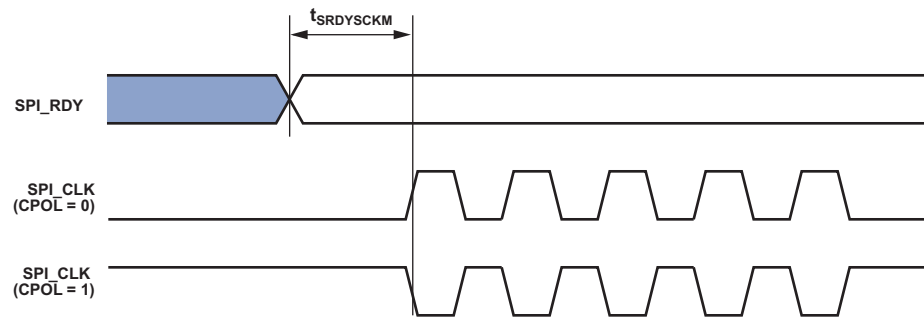 tSRDYSCKM
SPI_RDY
SPI_CLK
(CPOL = 0)
SPI_CLK
(CPOL = 1)